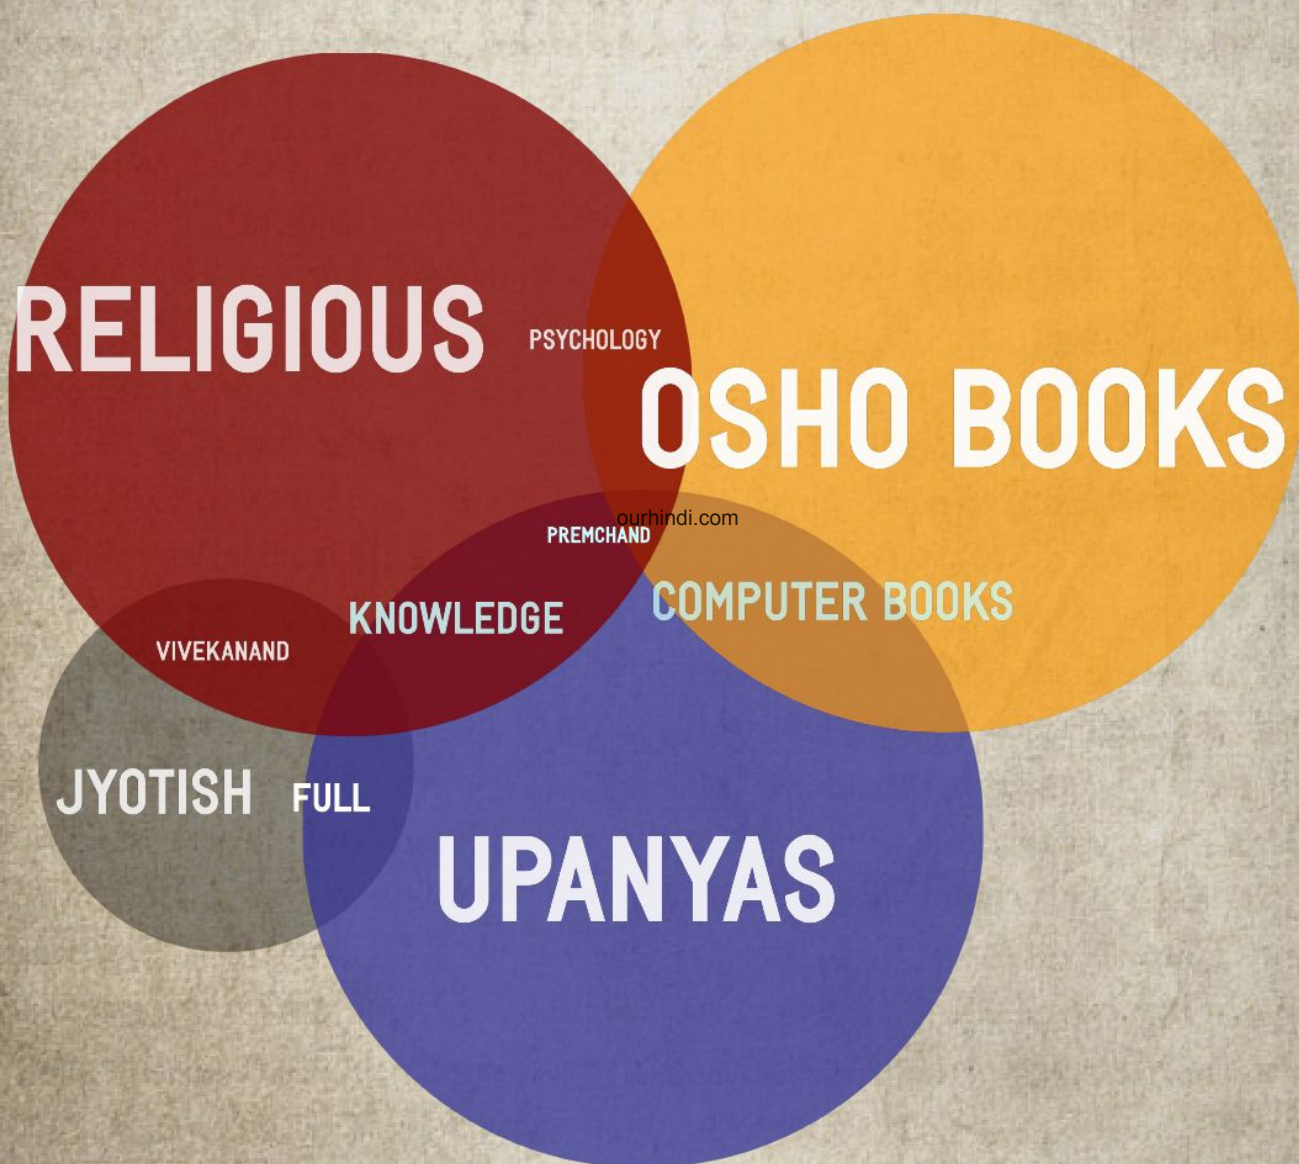 RELIGIOUS
PSYCHOLOGY
OSHO BOOKS
ourhindi.com
PREMCHAND
KNOWLEDGE
COMPUTER BOOKS
VIVEKANAND
JYOTISH
FULL
UPANYAS